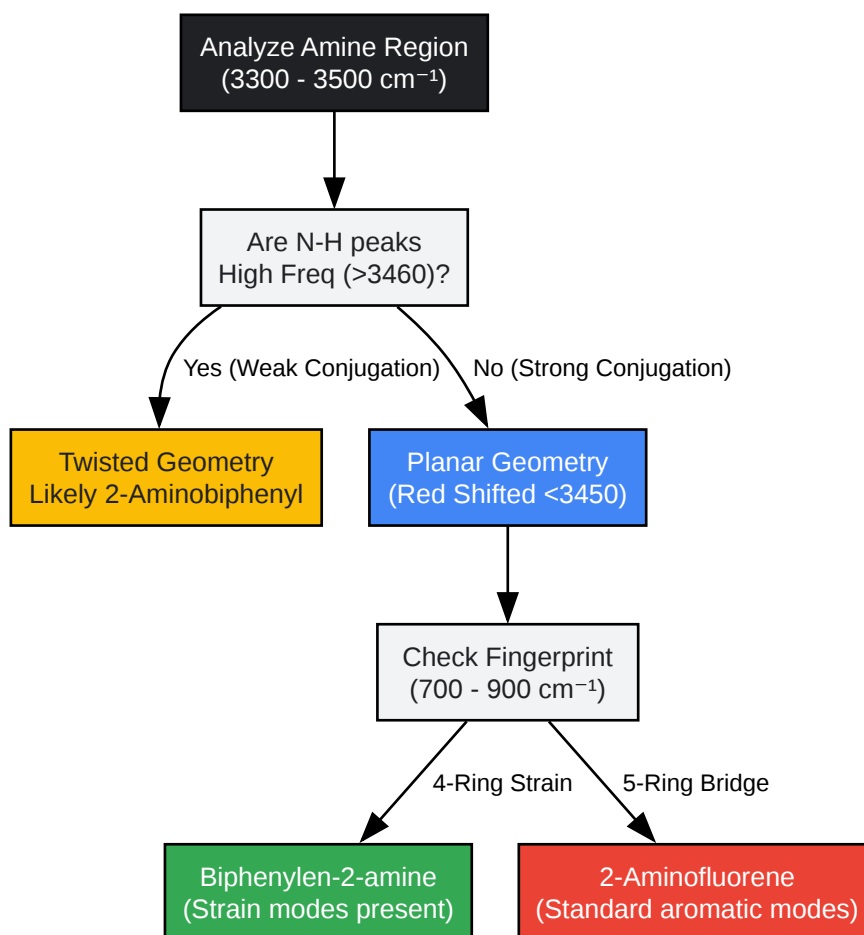 Analyze Amine Region
(3300 - 3500 cm⁻¹)
Are N-H peaks
High Freq (>3460)?
Yes (Weak Conjugation)
No (Strong Conjugation)
Twisted Geometry
Likely 2-Aminobiphenyl
Planar Geometry
(Red Shifted <3450)
Check Fingerprint
(700 - 900 cm⁻¹)
4-Ring Strain
5-Ring Bridge
Biphenylen-2-amine
(Strain modes present)
2-Aminofluorene
(Standard aromatic modes)